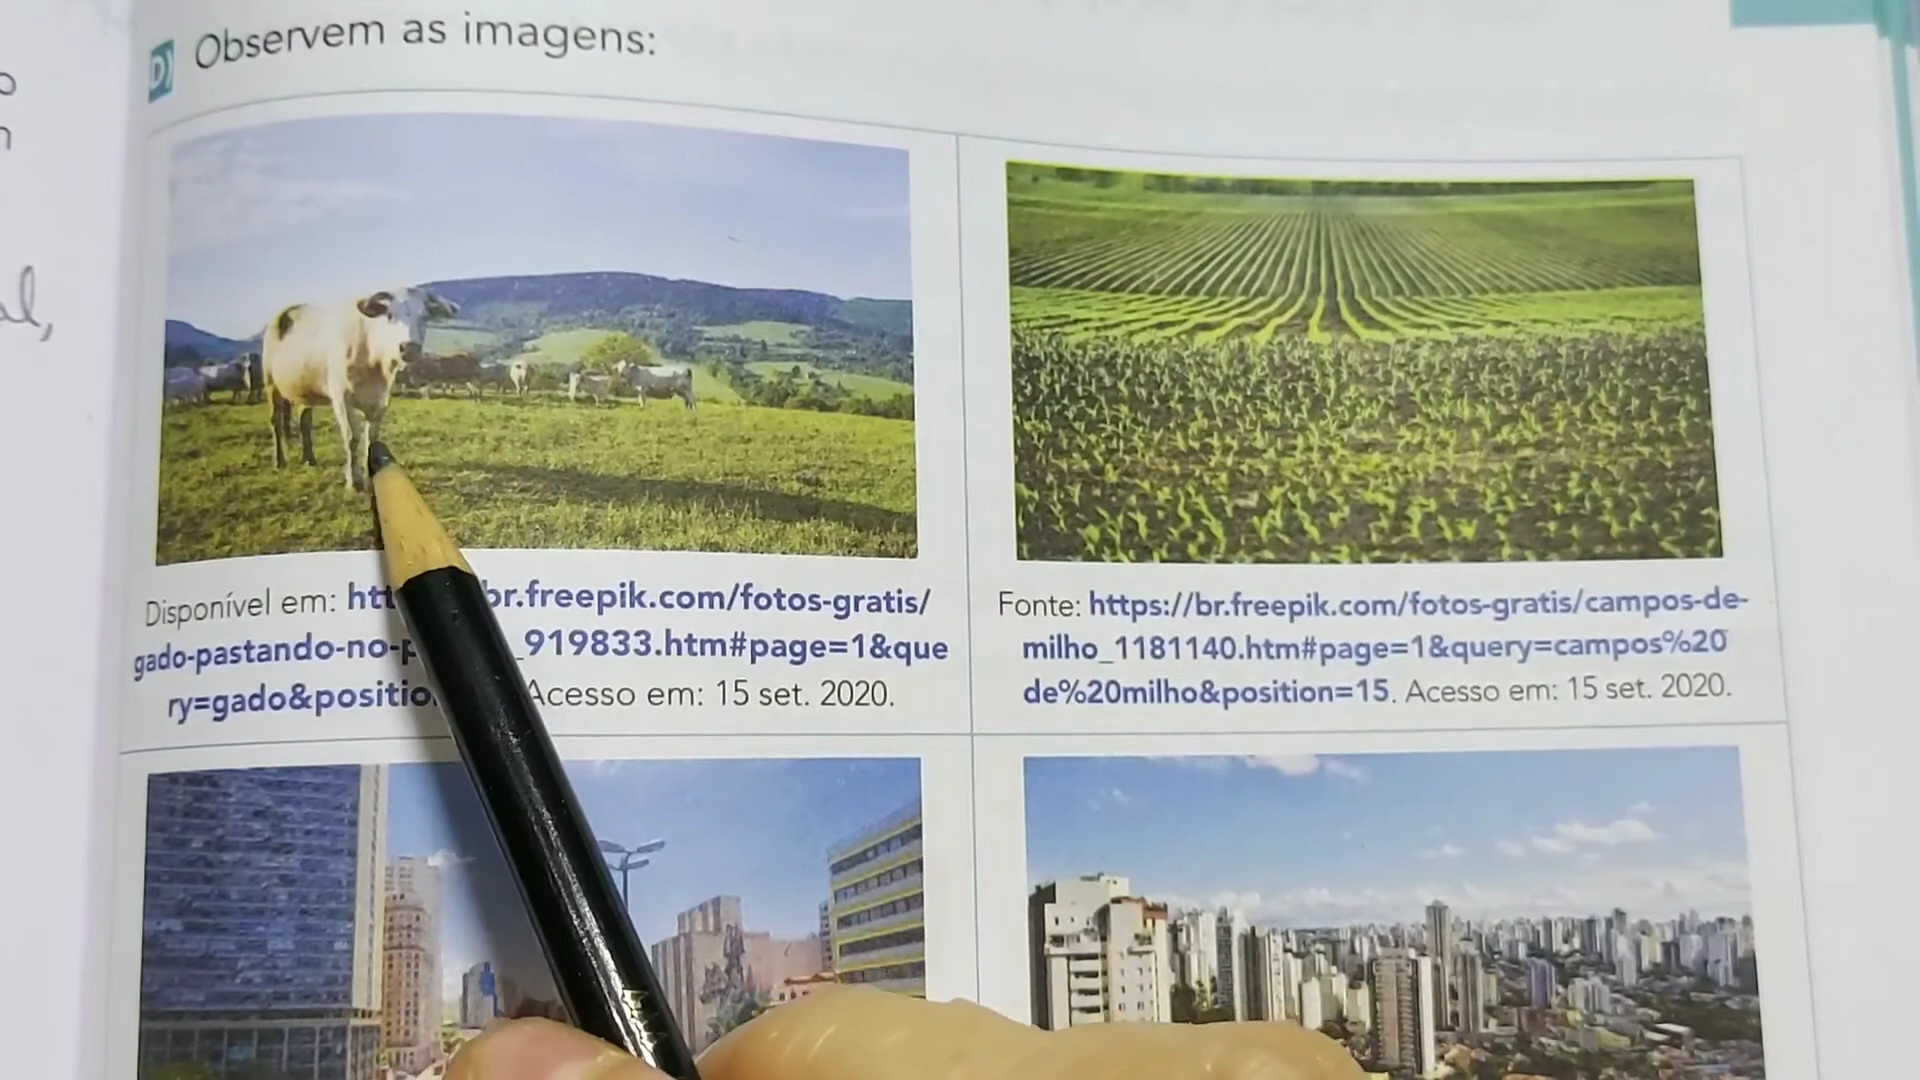 D) Observem as imagens:
al,
Disponível em: br.freepik.com/fotos-gratis/
gado-pastando-no- _919833.htm#page=1&que
ry=gado&positio Acesso em: 15 set. 2020.
Fonte: https://br.freepik.com/fotos-gratis/campos-de-
milho_1181140.htm#page=1&query=campos%20
de%20milho&position=15. Acesso em: 15 set. 2020.